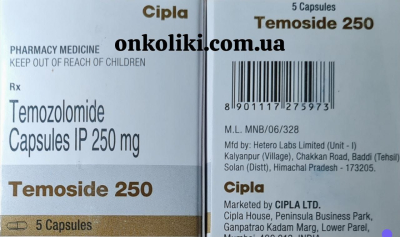 Cipla
PHARMACY MEDICINE
KEEP OUT OF REACH OF CHILDREN
Rx
Temozolomide
Capsules IP 250 mg
Temoside 250
5 Capsules
onkoliki.com.ua
5 Capsules
Temoside 250
8 901117 275973
M.L. MNB/06/328
Mfd by: Hetero Labs Limited (Unit - I)
Kalyanpur (Village), Chakkan Road, Baddi (Tehsil)
Solan (Distt), Himachal Pradesh - 173205.
Cipla
Marketed by CIPLA LTD.
Cipla House, Peninsula Business Park,
Ganpatrao Kadam Marg, Lower Parel,